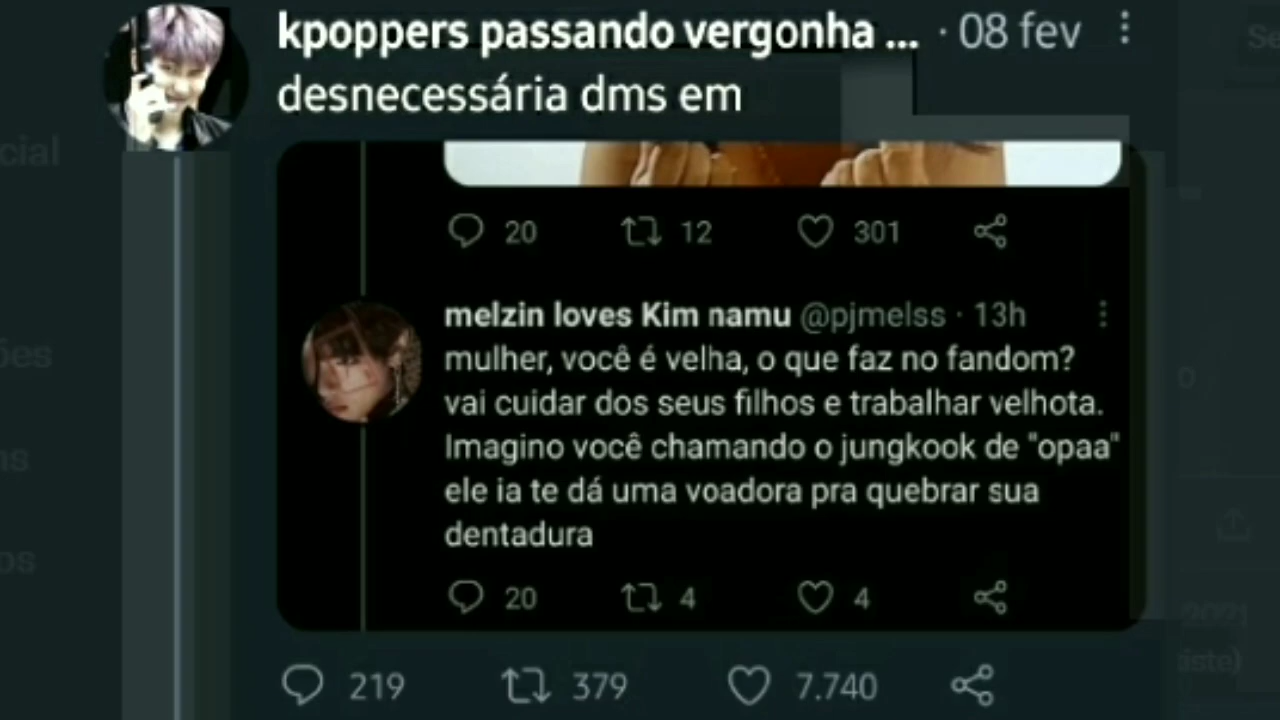 kpoppers passando vergonha ... · 08 fev
desnecessária dms em
20 12 301
melzin loves Kim namu @pjmelss · 13h
mulher, você é velha, o que faz no fandom?
vai cuidar dos seus filhos e trabalhar velhota.
Imagino você chamando o jungkook de "opaa"
ele ia te dá uma voadora pra quebrar sua
dentadura
20 4 4
219 379 7.740